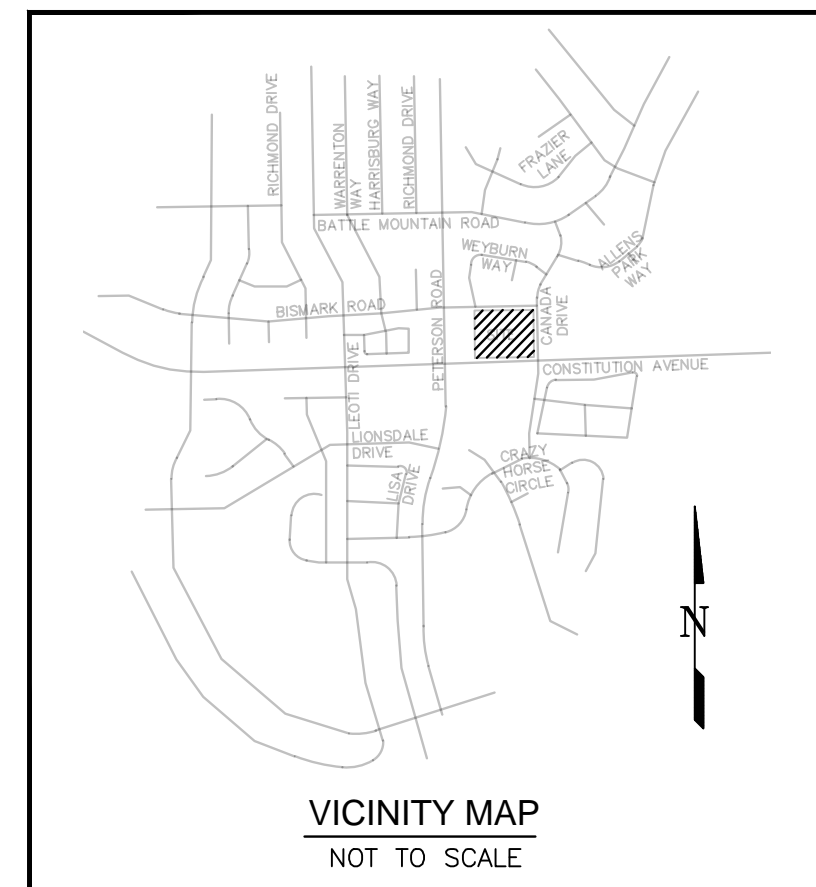 RICHMOND DRIVE
WARRENTON
WAY
HARRISBURG WAY
RICHMOND DRIVE
FRAZIER
LANE
BATTLE MOUNTAIN ROAD
WEYBURN
WAY
ALLENS
PARK
WAY
BISMARK ROAD
PETERSON ROAD
CANADA
DRIVE
CONSTITUTION AVENUE
LEOTI DRIVE
LIONSDALE
DRIVE
LISA
DRIVE
CRAZY
HORSE
CIRCLE
N
VICINITY MAP
NOT TO SCALE